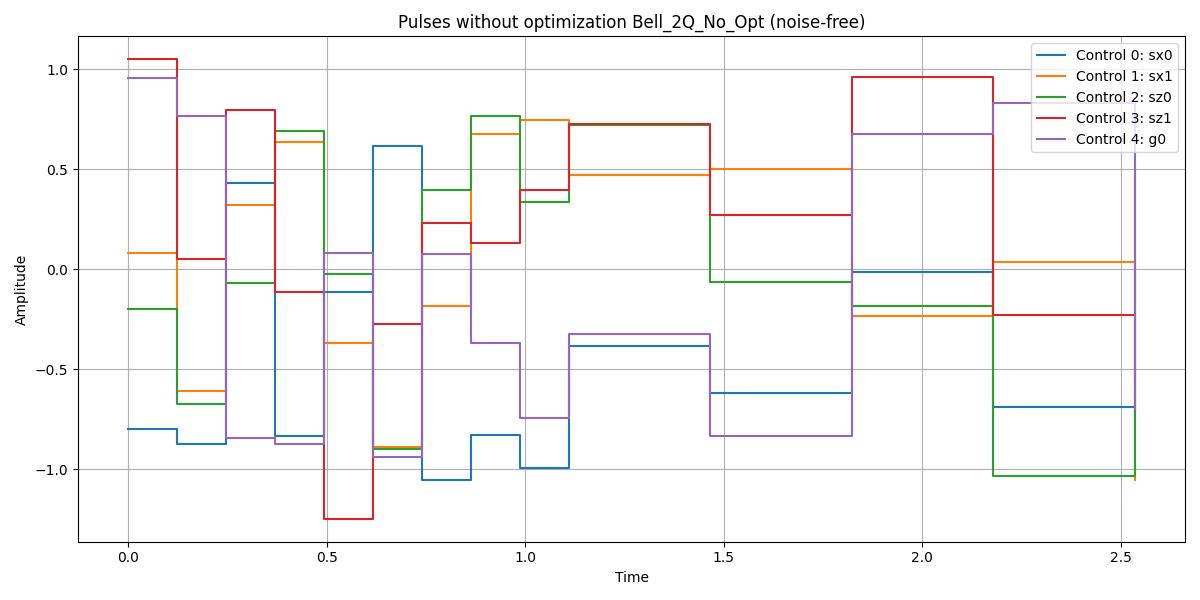 Pulses without optimization Bell_2Q_No_Opt (noise-free)
Control 0: sx0
Control 1: sx1
Control 2: sz0
Control 3: sz1
Control 4: g0
Amplitude
1.0
0.5
0.0
−0.5
−1.0
0.0
0.5
1.0
1.5
2.0
2.5
Time